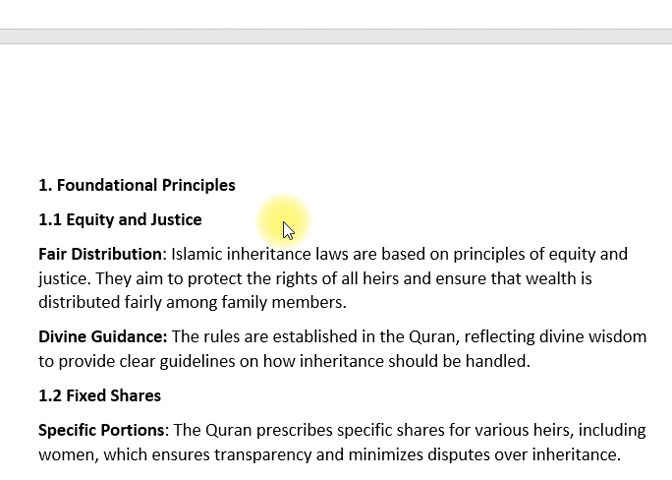 1. Foundational Principles
1.1 Equity and Justice
Fair Distribution: Islamic inheritance laws are based on principles of equity and
justice. They aim to protect the rights of all heirs and ensure that wealth is
distributed fairly among family members.
Divine Guidance: The rules are established in the Quran, reflecting divine wisdom
to provide clear guidelines on how inheritance should be handled.
1.2 Fixed Shares
Specific Portions: The Quran prescribes specific shares for various heirs, including
women, which ensures transparency and minimizes disputes over inheritance.